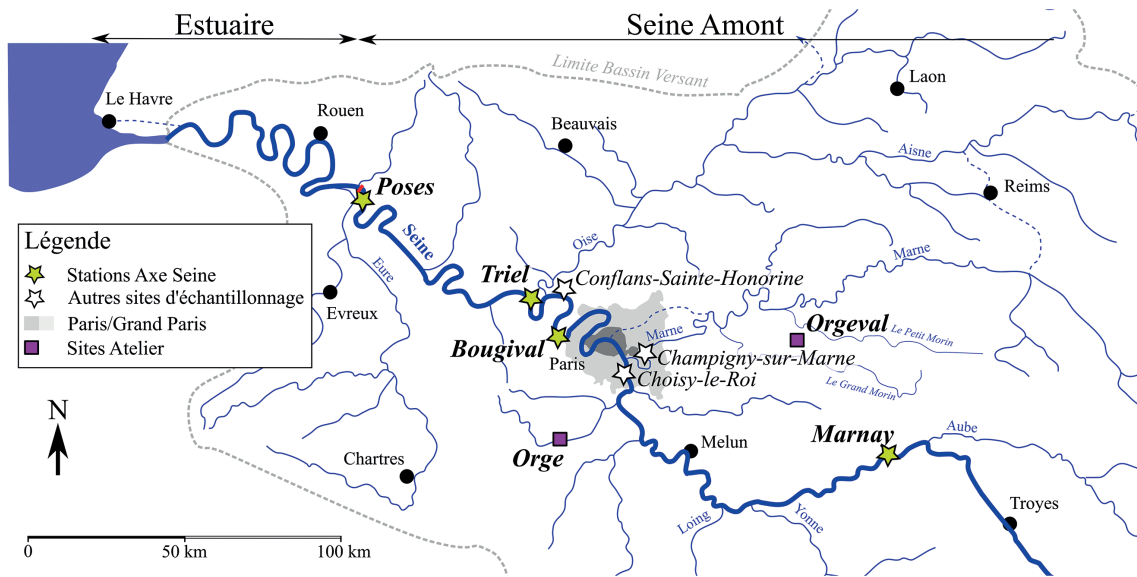 Estuaire
Seine Amont
Limite Bassin Versant
Laon
Le Havre
Rouen
Beauvais
Aisne
Reims
Poses
Seine
Oise
Marne
Légende
Stations Axe Seine
Autres sites d'échantillonnage
Paris/Grand Paris
Sites Atelier
Eure
Evreux
Triel
Conflans-Sainte-Honorine
Orgeval
Le Petit Morin
Marne
Bougival
Paris
Champigny-sur-Marne
Choisy-le-Roi
Le Grand Morin
N
Chartres
Orge
Melun
Marnay
Aube
Loing
Yonne
Troyes
0
50 km
100 km